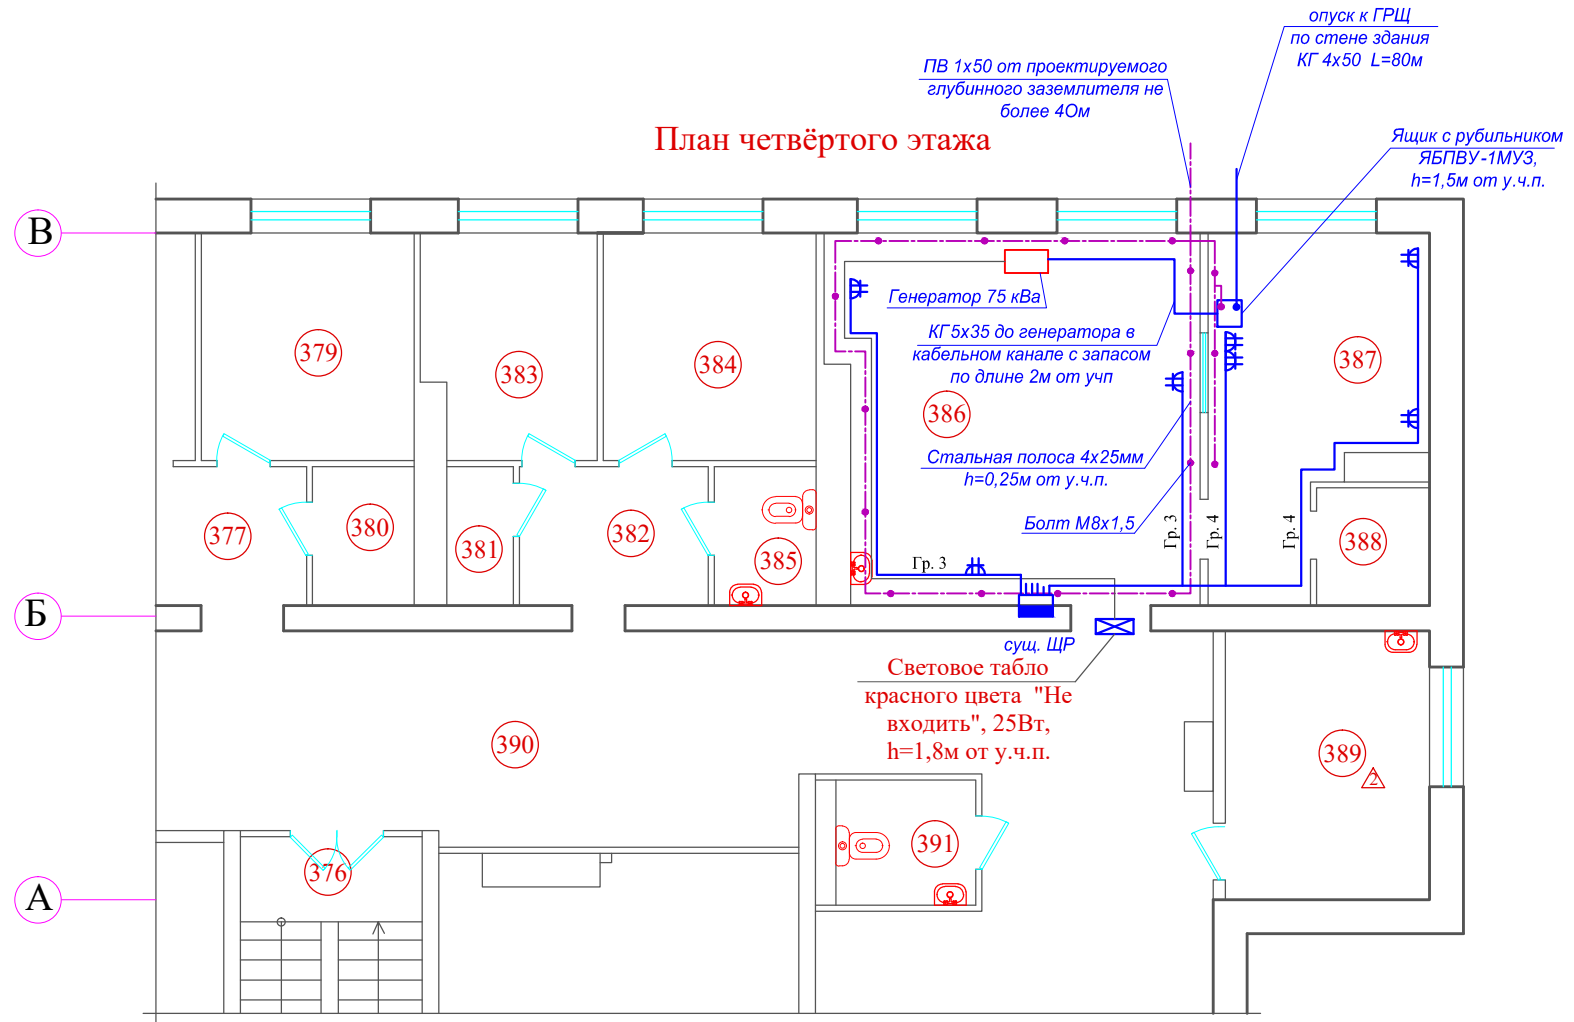 опуск к ГРЩ
по стене здания
КГ 4х50 L=80м
ПВ 1х50 от проектируемого
глубинного заземлителя не
более 4Ом
План четвёртого этажа
Ящик с рубильником
ЯБПВУ-1МУЗ,
h=1,5м от у.ч.п.
В
Генератор 75 кВа
КГ5х35 до генератора в
кабельном канале с запасом
по длине 2м от учп
379
383
384
386
387
Стальная полоса 4х25мм
h=0,25м от у.ч.п.
Болт М8х1,5
Гр. 3
Гр. 4
Гр. 4
377
380
381
382
385
388
Гр. 3
Б
сущ. ЩР
Световое табло
красного цвета "Не
входить", 25Вт,
h=1,8м от у.ч.п.
390
389
2
391
376
А